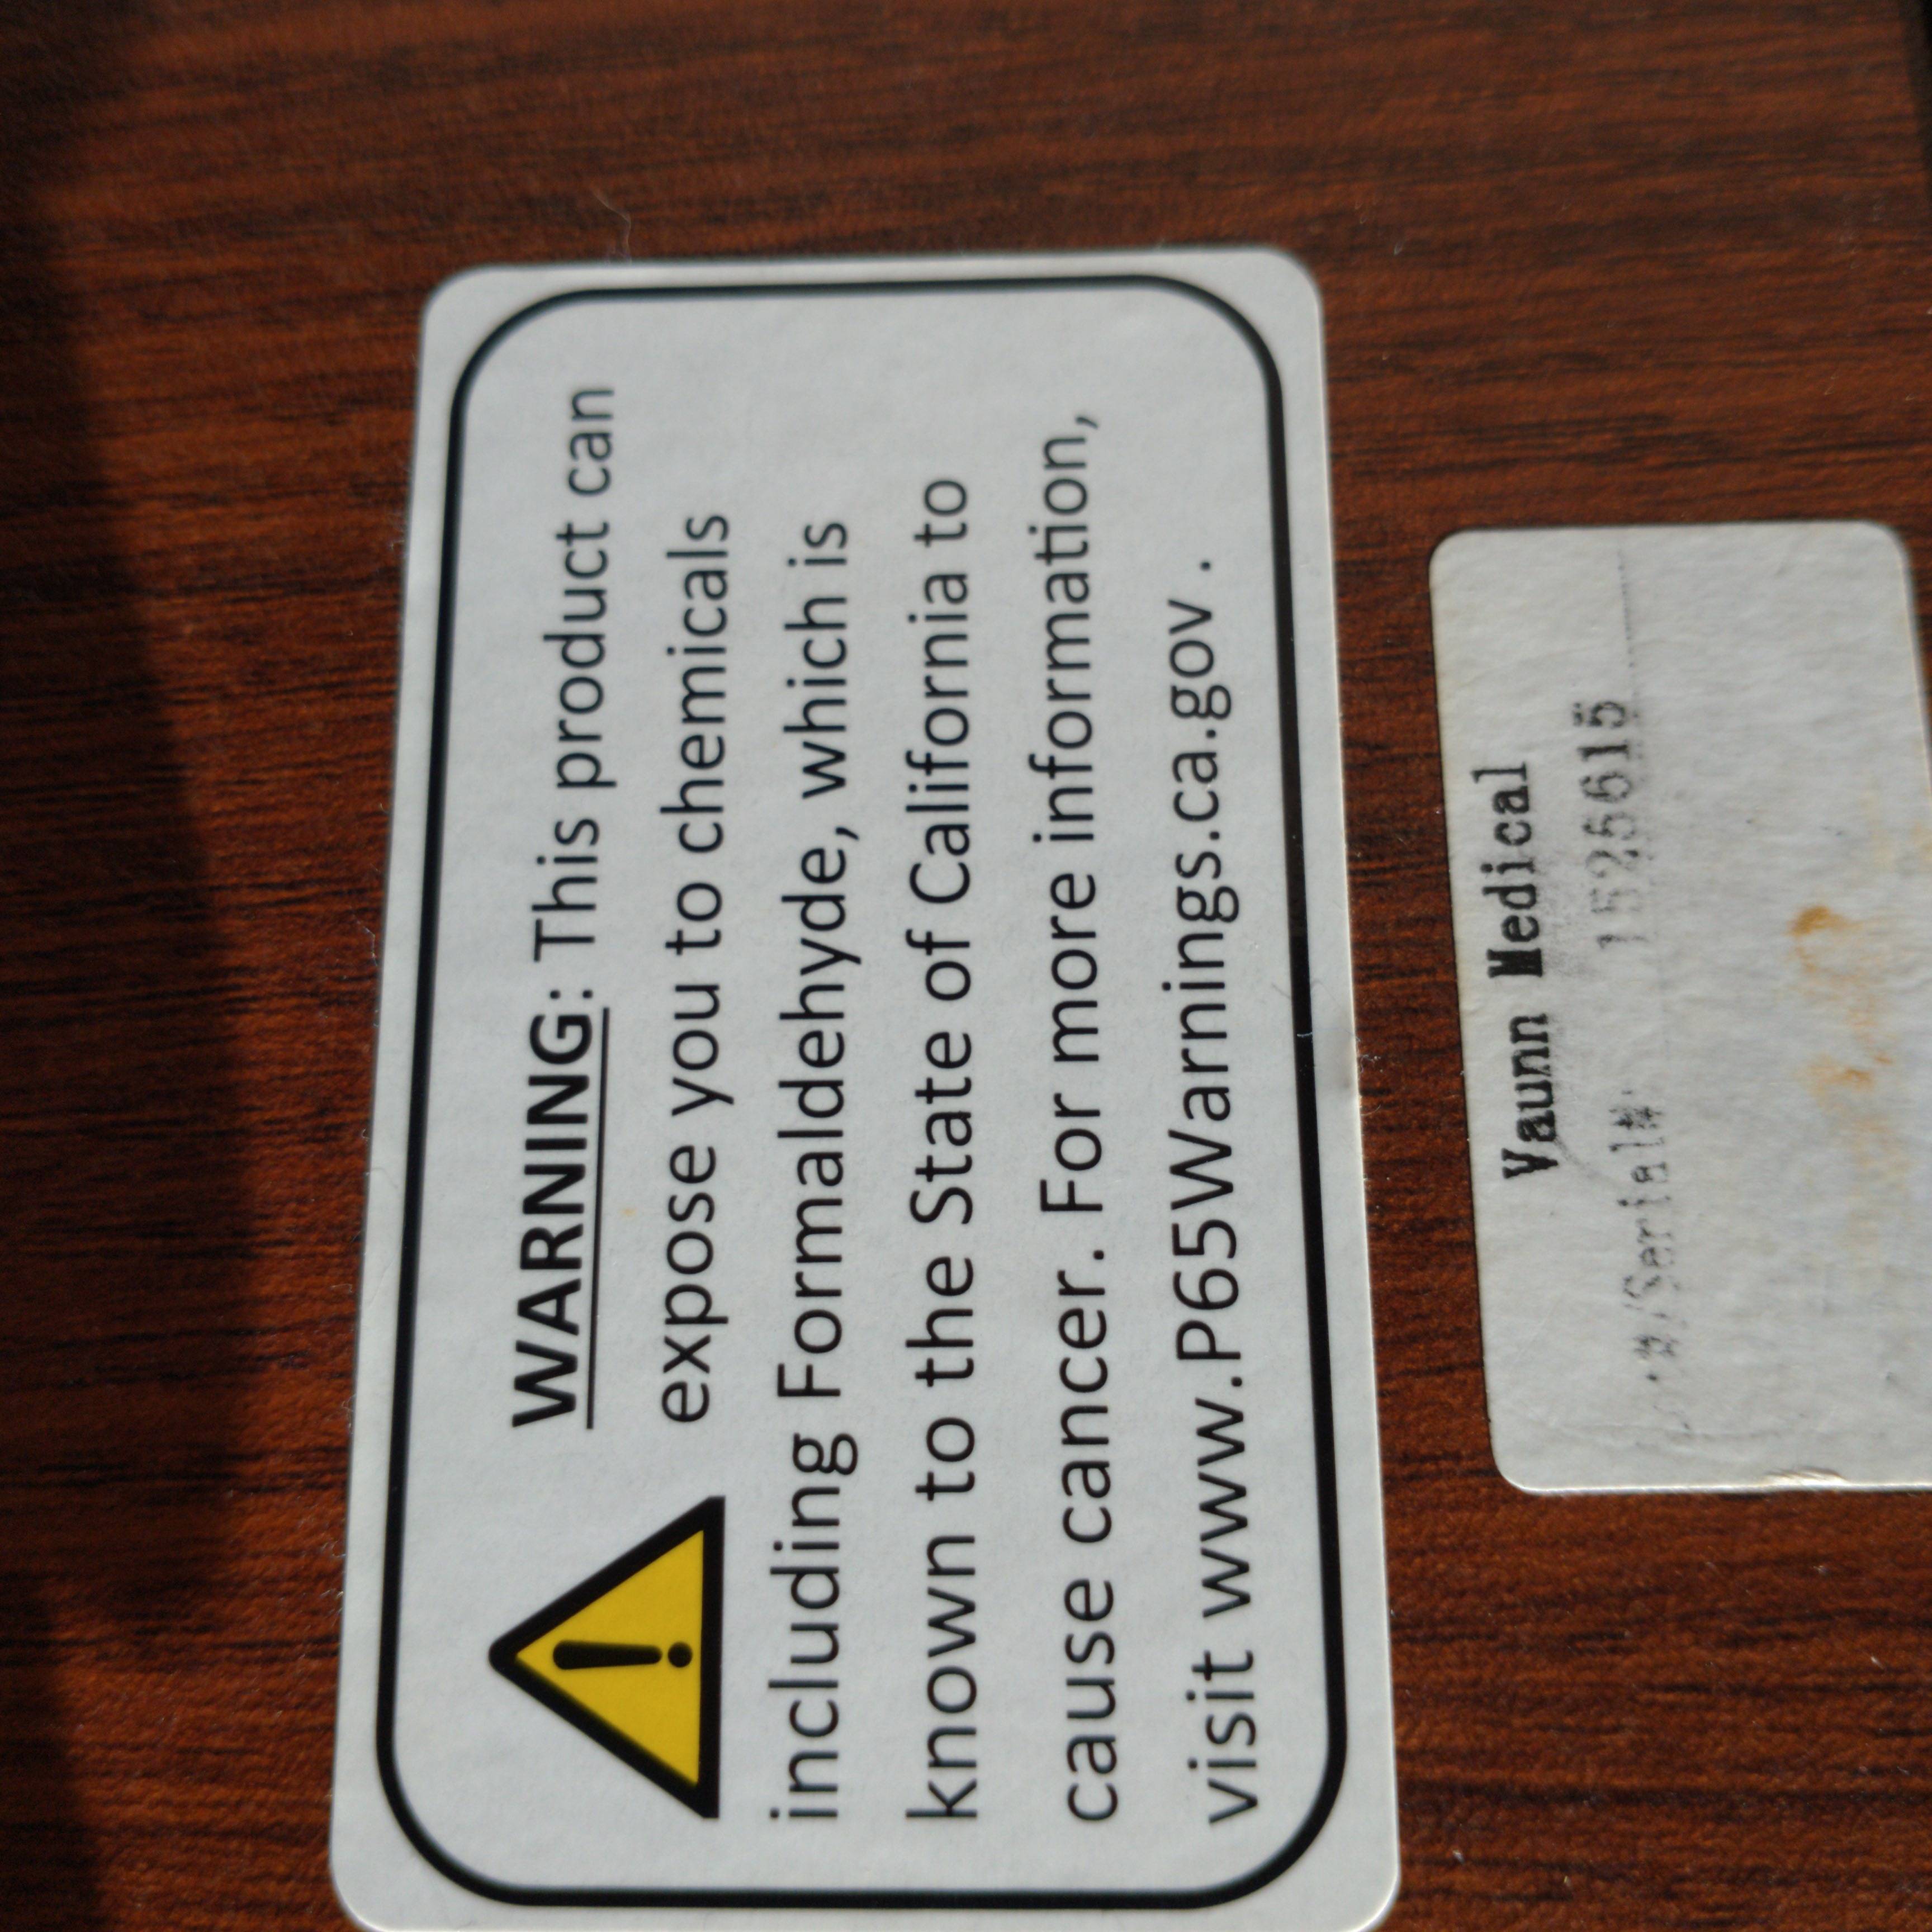 WARNING: This product can
expose you to chemicals
including Formaldehyde, which is
known to the State of California to
cause cancer. For more information,
visit www.P65Warnings.ca.gov .
Vaunn Medical
#/Serial# 1526615